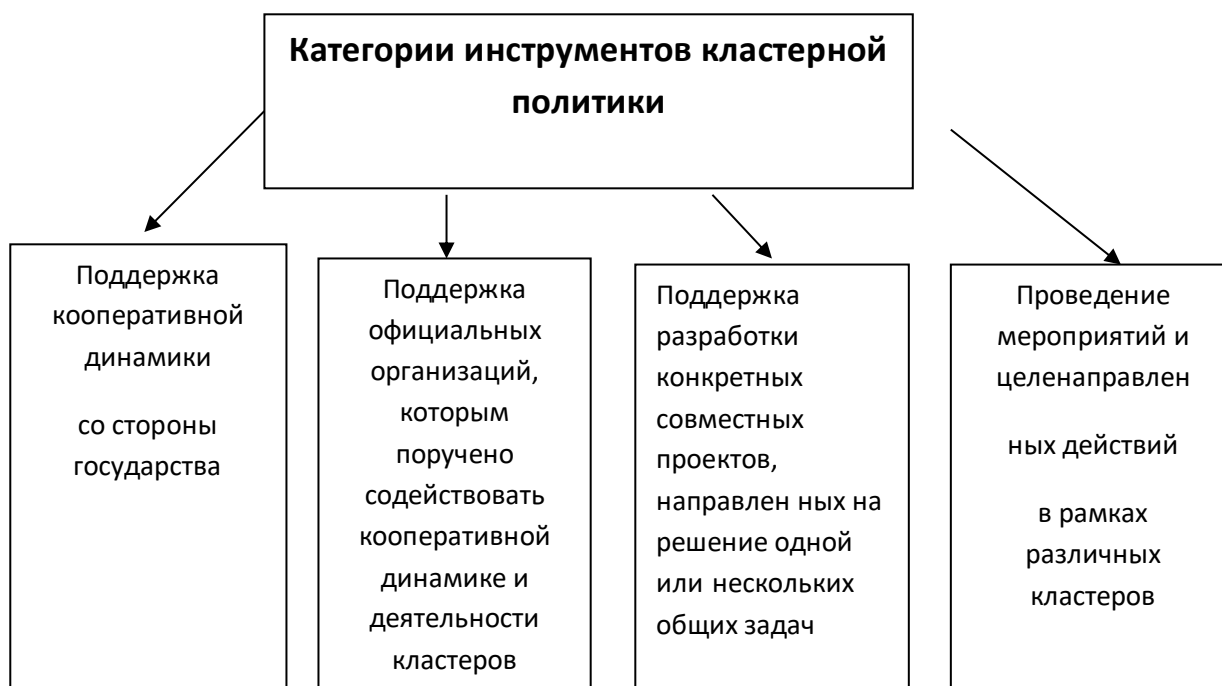 Категории инструментов кластерной
политики
Поддержка
кооперативной
динамики
со стороны
государства
Поддержка
официальных
организаций,
которым
поручено
содействовать
кооперативной
динамике и
деятельности
кластеров
Поддержка
разработки
конкретных
совместных
проектов,
направлен ных на
решение одной
или нескольких
общих задач
Проведение
мероприятий и
целенаправлен
ных действий
в рамках
различных
кластеров